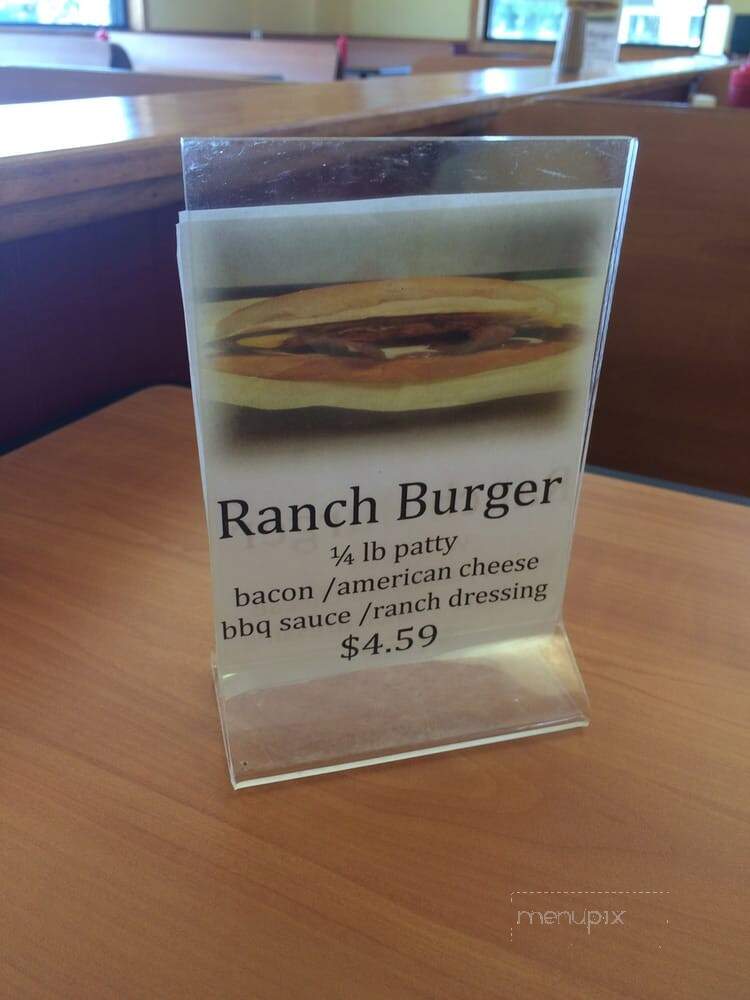 Ranch Burger
¼ lb patty
bacon /american cheese
bbq sauce /ranch dressing
$4.59
menupix